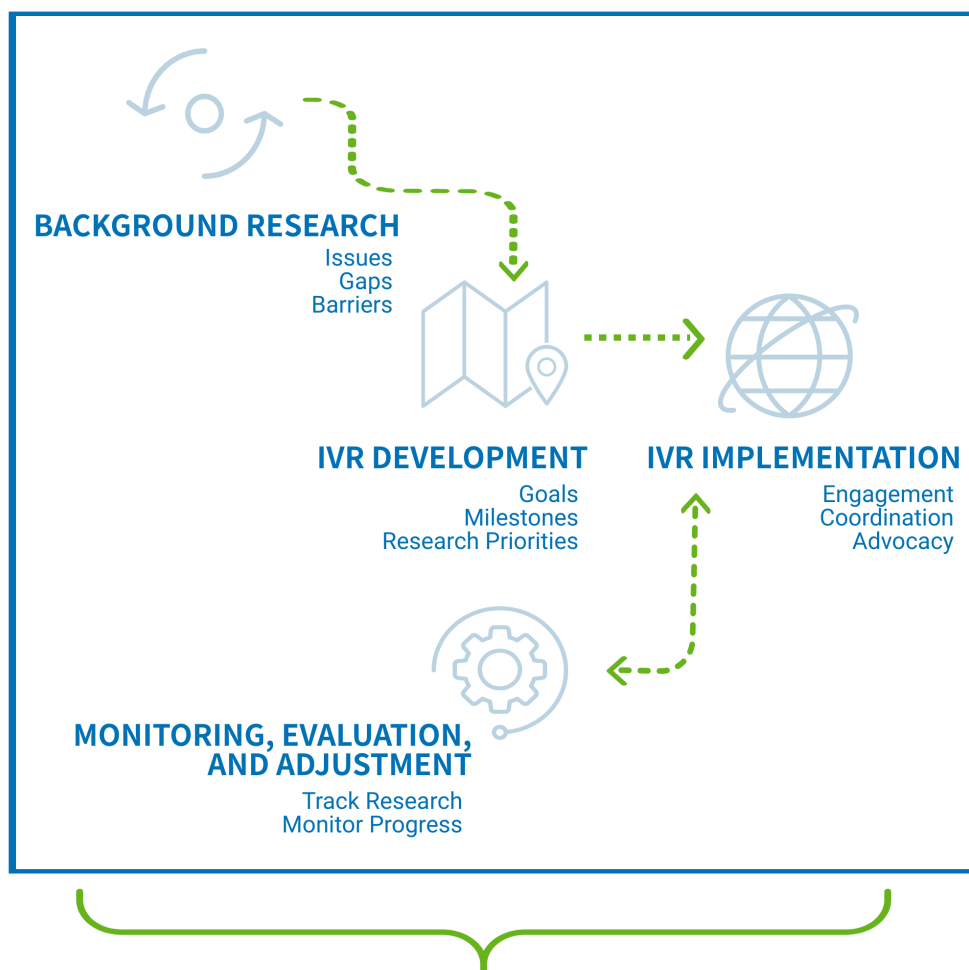 BACKGROUND RESEARCH
Issues
Gaps
Barriers
IVR DEVELOPMENT
Goals
Milestones
Research Priorities
IVR IMPLEMENTATION
Engagement
Coordination
Advocacy
MONITORING, EVALUATION,
AND ADJUSTMENT
Track Research
Monitor Progress